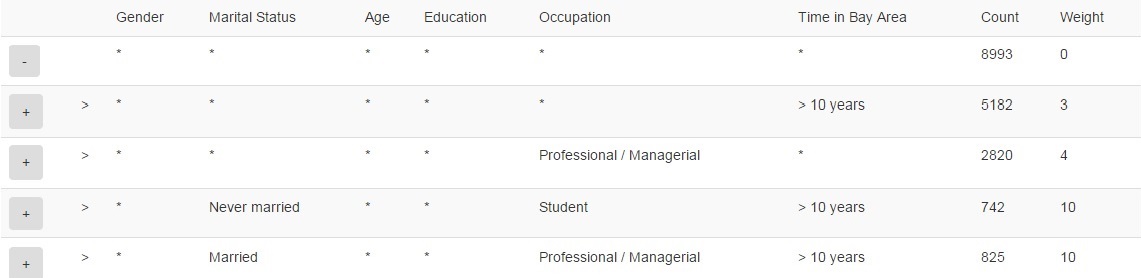 Gender Marital Status Age Education Occupation Time in Bay Area Count Weight
- * * * * * * 8993 0
+ > * * * * * > 10 years 5182 3
+ > * * * * Professional / Managerial * 2820 4
+ > * Never married * * Student > 10 years 742 10
+ > * Married * * Professional / Managerial > 10 years 825 10